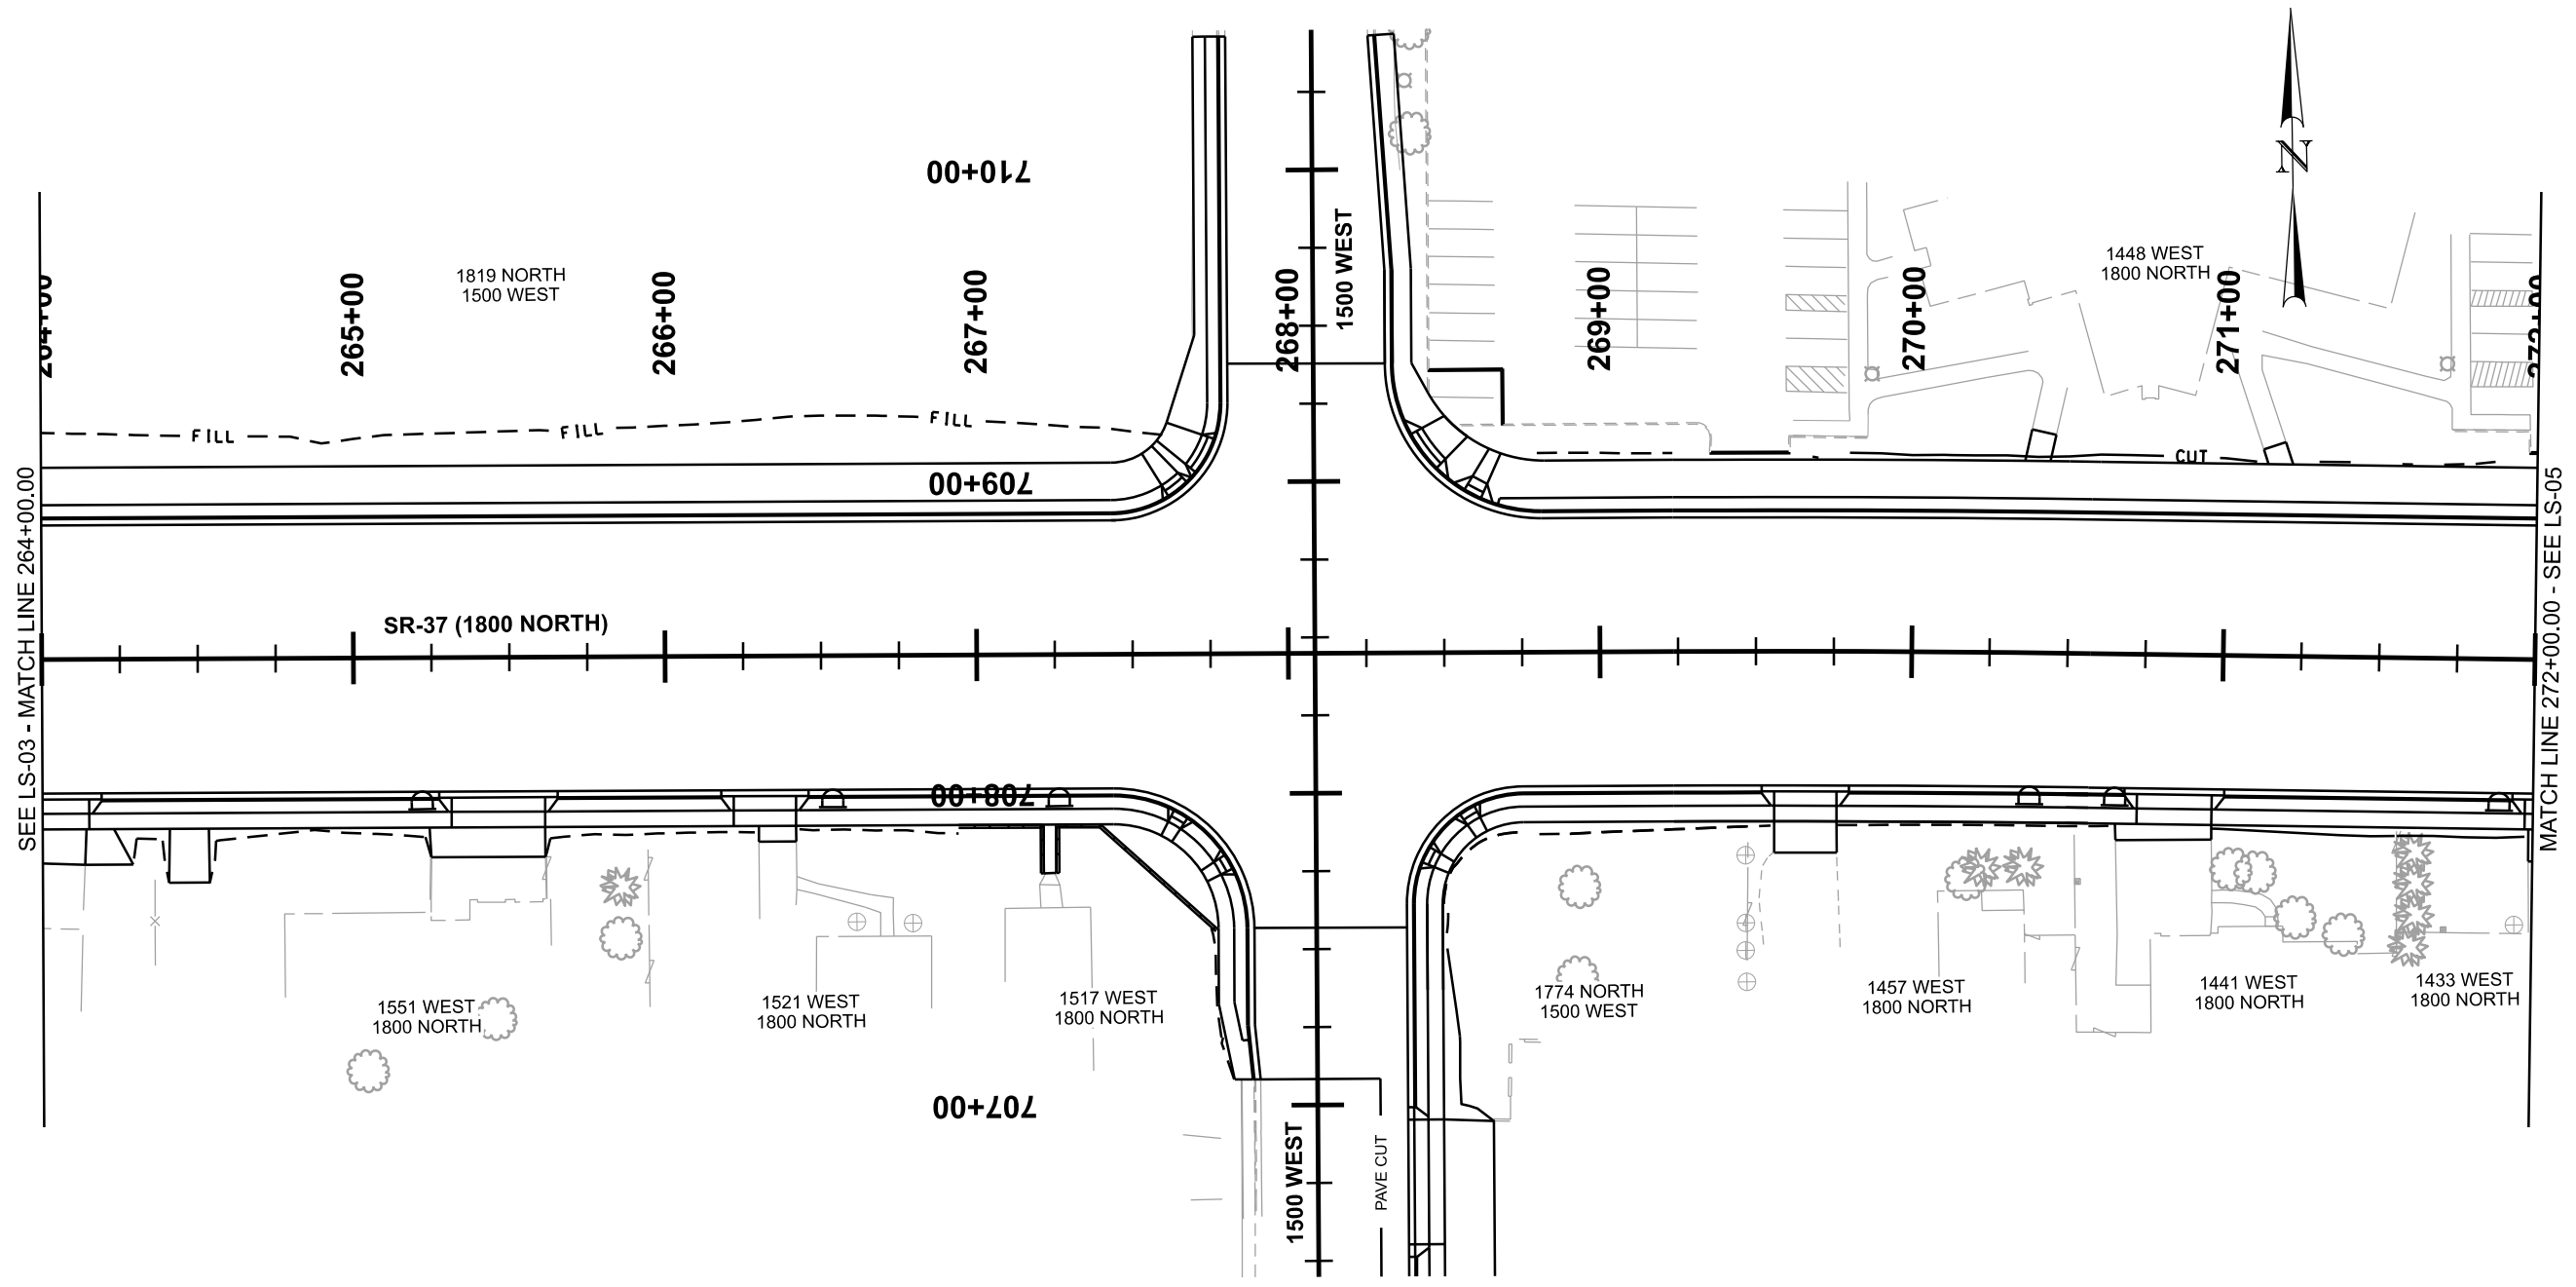 N
710+00
1500 WEST
1448 WEST
1800 NORTH
1819 NORTH
1500 WEST
264+00
265+00
266+00
267+00
268+00
269+00
270+00
271+00
272+00
FILL
FILL
FILL
CUT
709+00
SEE LS-03 - MATCH LINE 264+00.00
MATCH LINE 272+00.00 - SEE LS-05
SR-37 (1800 NORTH)
708+00
1551 WEST
1800 NORTH
1521 WEST
1800 NORTH
1517 WEST
1800 NORTH
1774 NORTH
1500 WEST
1457 WEST
1800 NORTH
1441 WEST
1800 NORTH
1433 WEST
1800 NORTH
707+00
1500 WEST
PAVE CUT